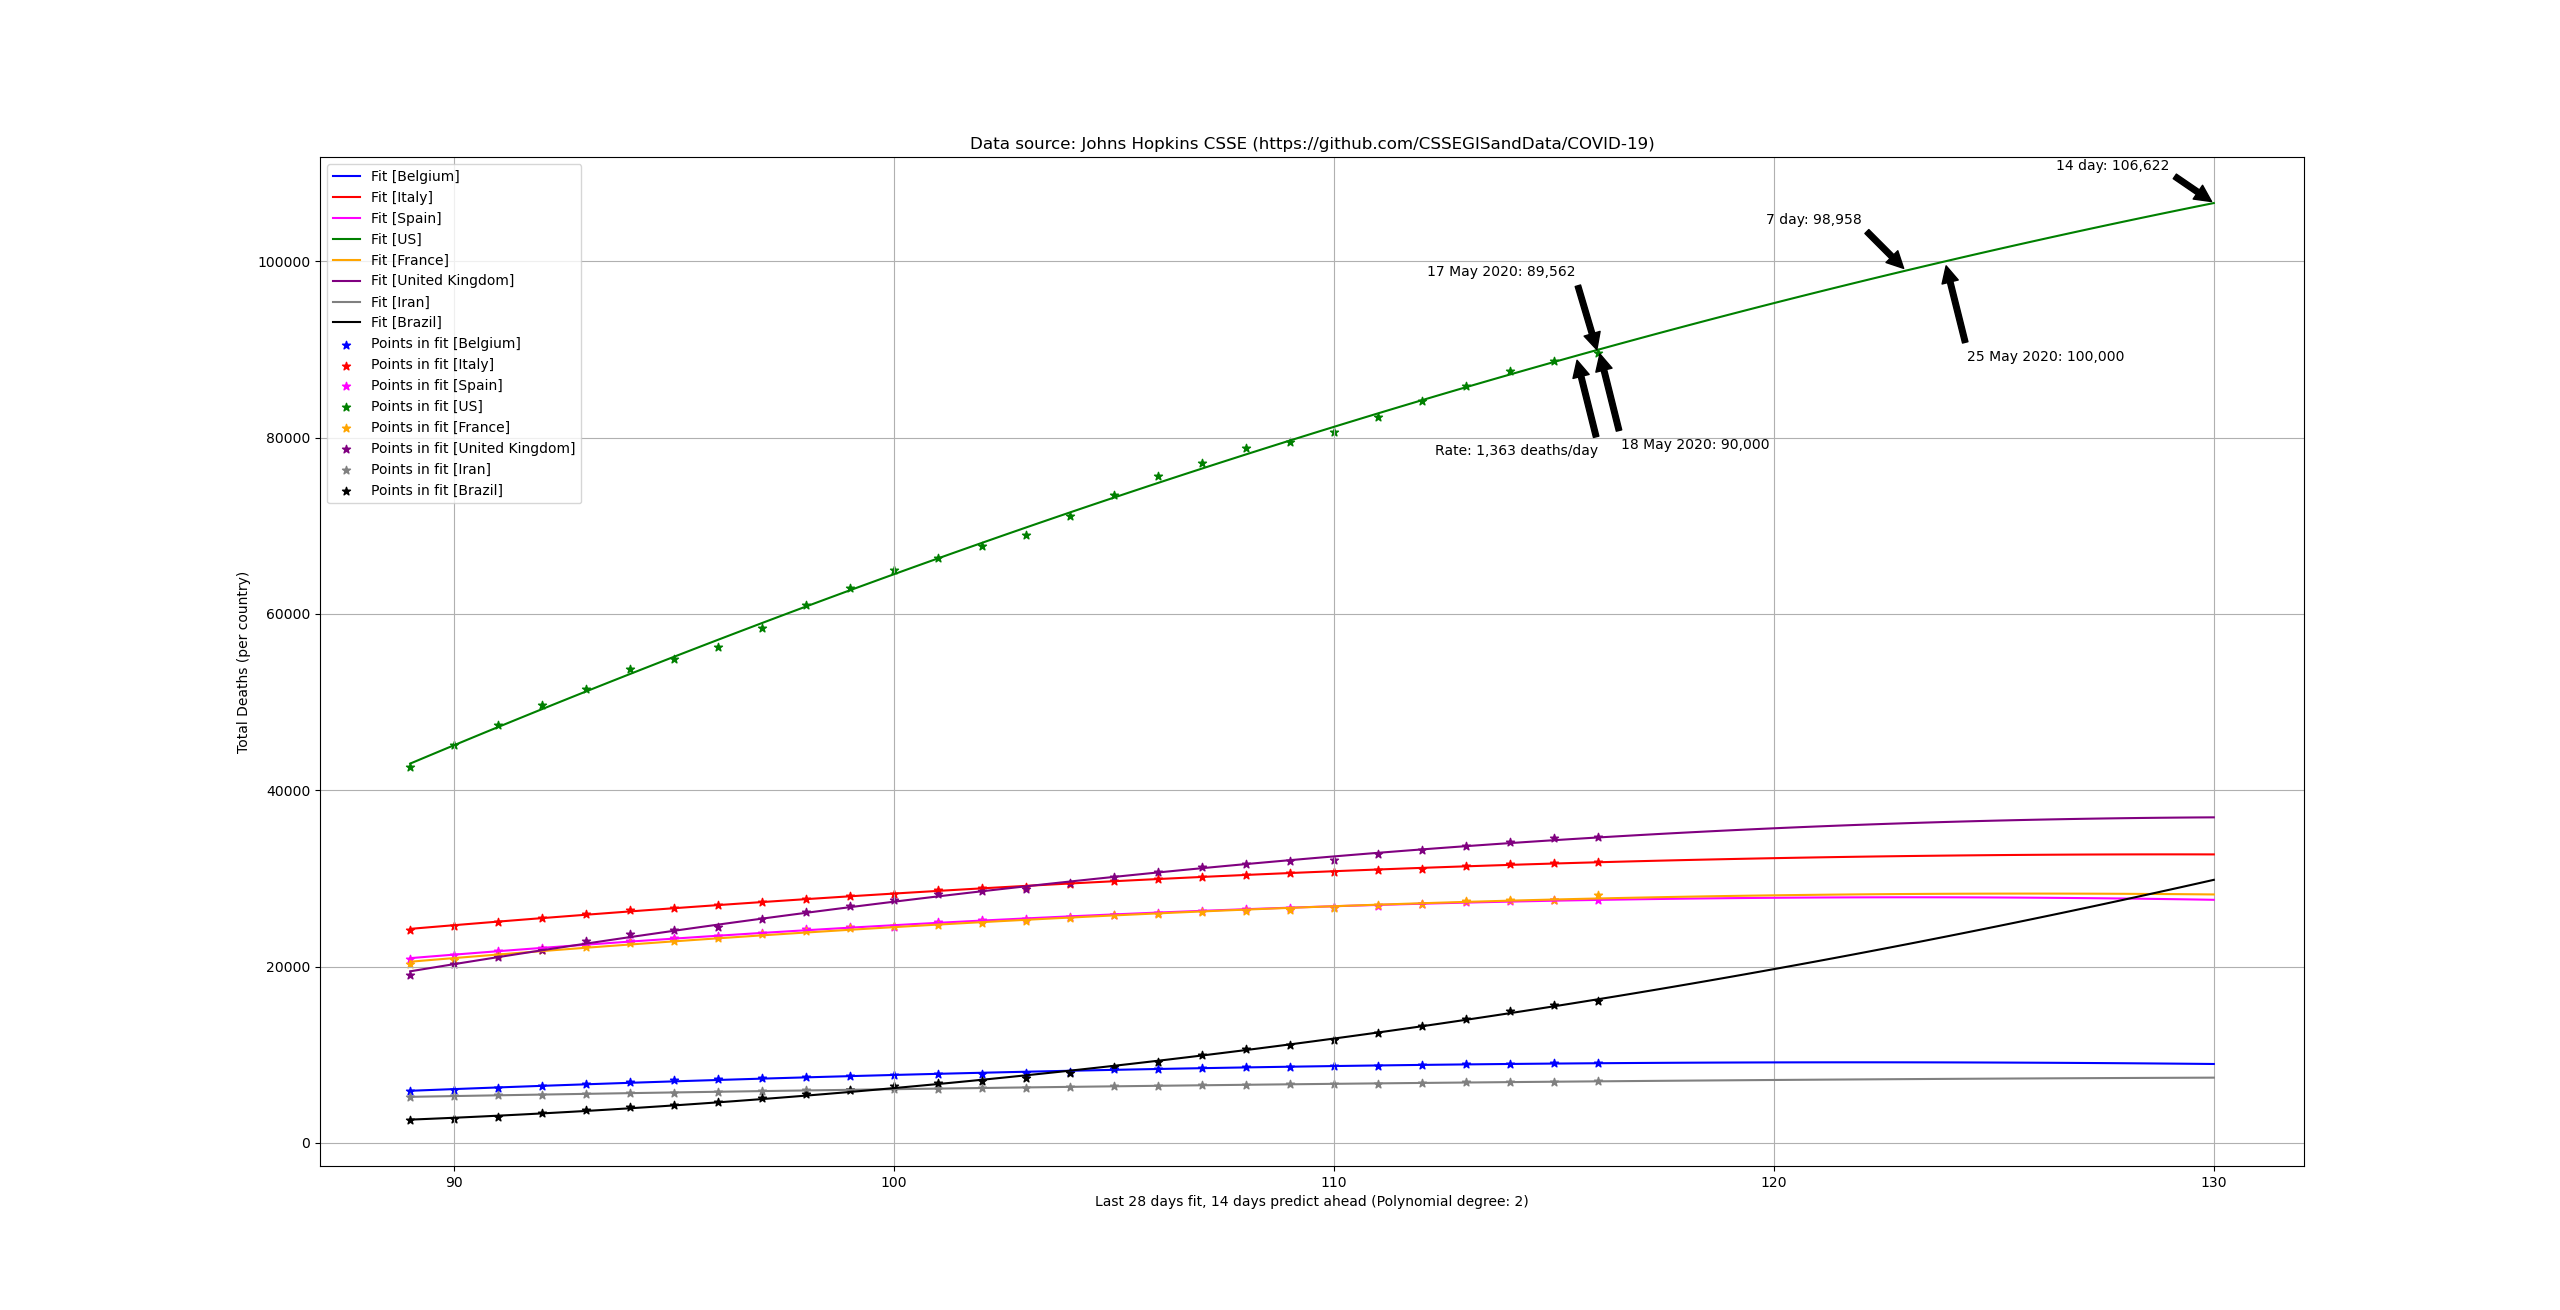 Data source: Johns Hopkins CSSE (https://github.com/CSSEGISandData/COVID-19)
Fit [Belgium]
Fit [Italy]
Fit [Spain]
Fit [US]
Fit [France]
Fit [United Kingdom]
Fit [Iran]
Fit [Brazil]
Points in fit [Belgium]
Points in fit [Italy]
Points in fit [Spain]
Points in fit [US]
Points in fit [France]
Points in fit [United Kingdom]
Points in fit [Iran]
Points in fit [Brazil]
14 day: 106,622
7 day: 98,958
17 May 2020: 89,562
25 May 2020: 100,000
18 May 2020: 90,000
Rate: 1,363 deaths/day
Total Deaths (per country)
100000
80000
60000
40000
20000
0
90
100
110
120
130
Last 28 days fit, 14 days predict ahead (Polynomial degree: 2)